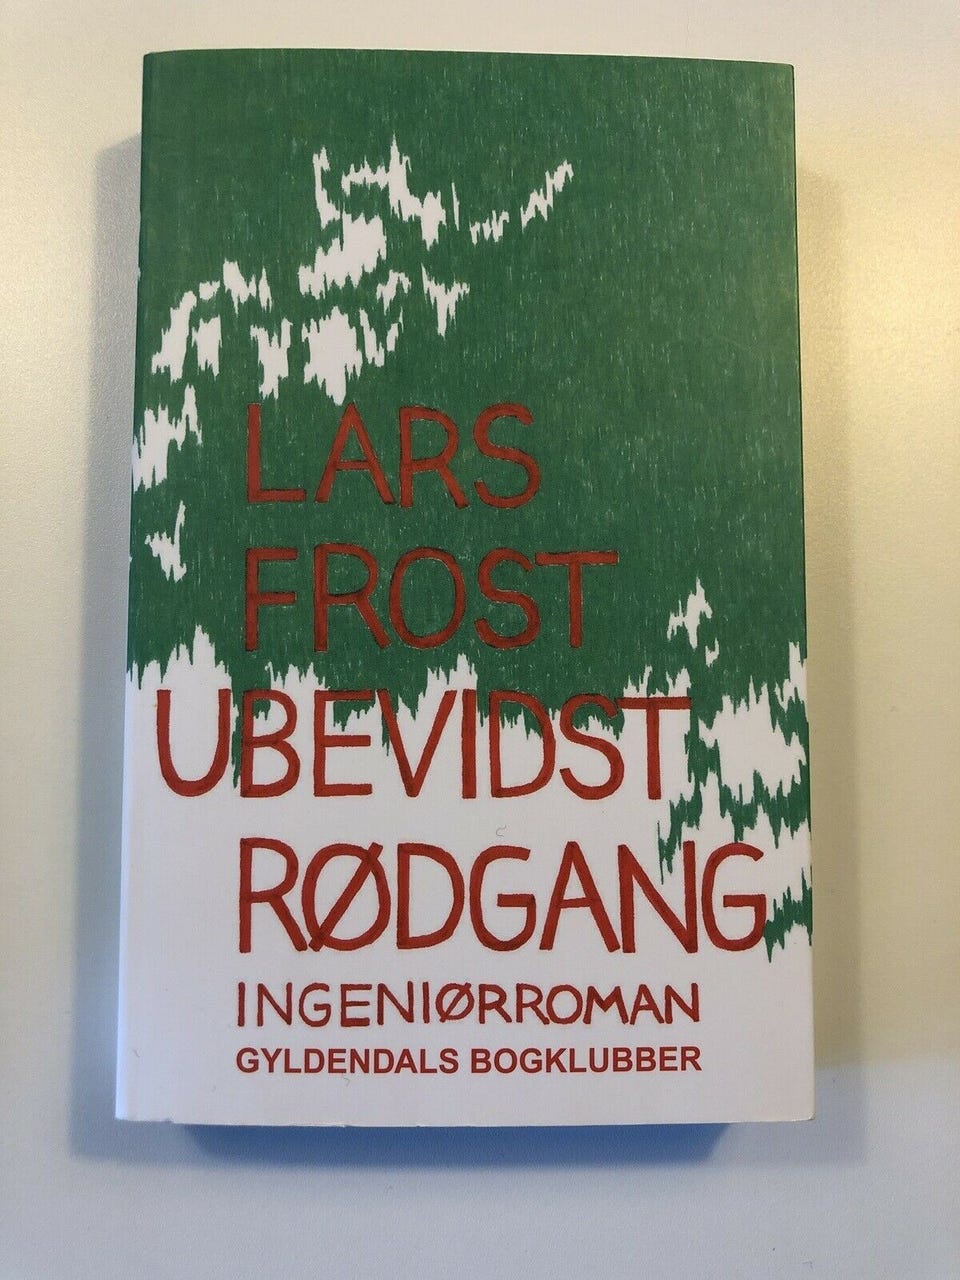 LARS
FROST
UBEVIDST
RØDGANG
INGENIØRROMAN
GYLDENDALS BOGKLUBBER